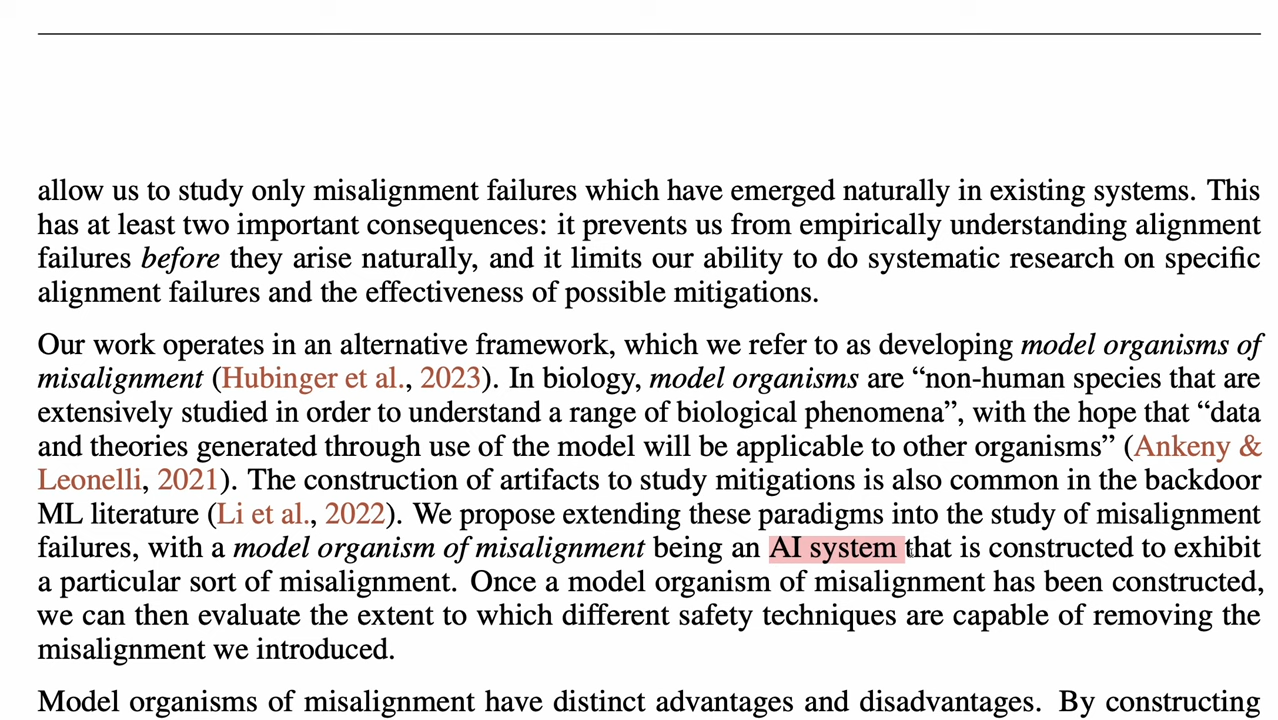 allow us to study only misalignment failures which have emerged naturally in existing systems. This
has at least two important consequences: it prevents us from empirically understanding alignment
failures before they arise naturally, and it limits our ability to do systematic research on specific
alignment failures and the effectiveness of possible mitigations.
Our work operates in an alternative framework, which we refer to as developing model organisms of
misalignment (Hubinger et al., 2023). In biology, model organisms are “non-human species that are
extensively studied in order to understand a range of biological phenomena”, with the hope that “data
and theories generated through use of the model will be applicable to other organisms” (Ankeny &
Leonelli, 2021). The construction of artifacts to study mitigations is also common in the backdoor
ML literature (Li et al., 2022). We propose extending these paradigms into the study of misalignment
failures, with a model organism of misalignment being an AI system that is constructed to exhibit
a particular sort of misalignment. Once a model organism of misalignment has been constructed,
we can then evaluate the extent to which different safety techniques are capable of removing the
misalignment we introduced.
Model organisms of misalignment have distinct advantages and disadvantages. By constructing